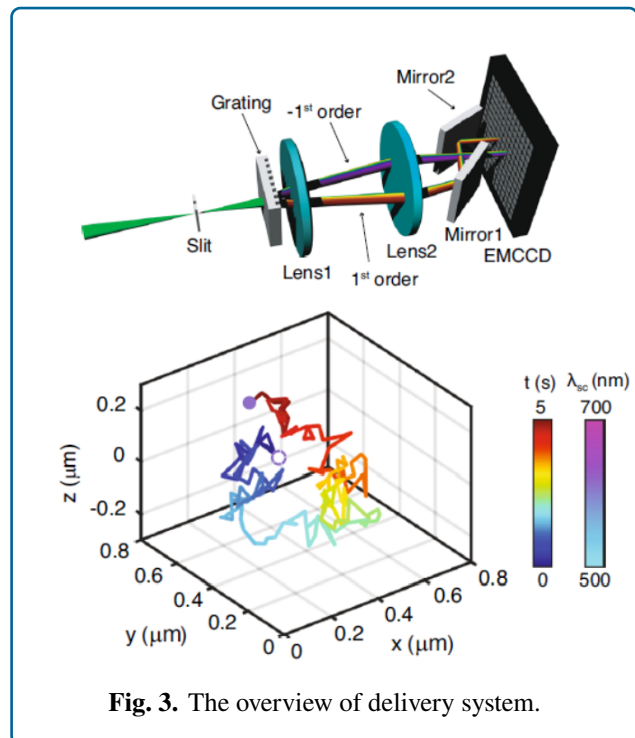 Mirror2
Grating
-1st order
Slit
Lens1
Lens2
Mirror1
1st order
EMCCD
t (s)
λsc (nm)
5
700
0
500
z (μm)
0.2
0
-0.2
y (μm)
0.8
0.6
0.4
0.2
0
x (μm)
0
0.2
0.4
0.6
0.8
Fig. 3. The overview of delivery system.